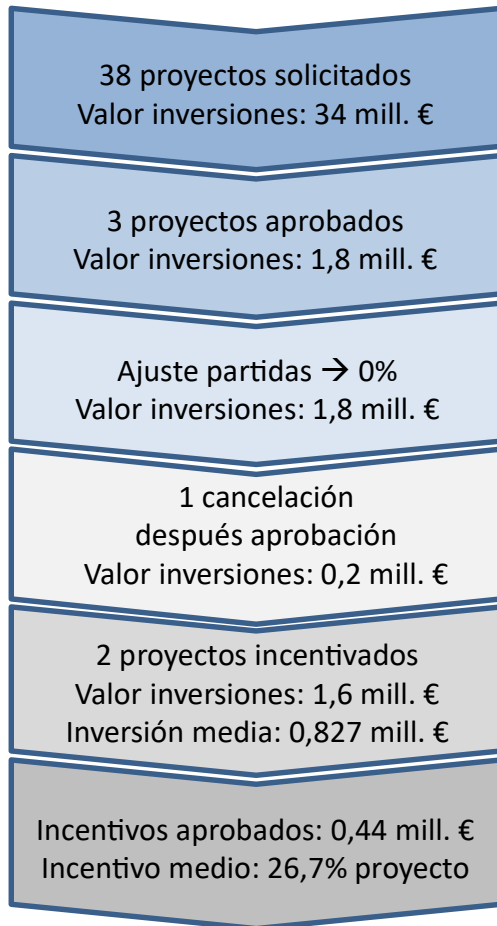 38 proyectos solicitados
Valor inversiones: 34 mill. €
3 proyectos aprobados
Valor inversiones: 1,8 mill. €
Ajuste partidas → 0%
Valor inversiones: 1,8 mill. €
1 cancelación
después aprobación
Valor inversiones: 0,2 mill. €
2 proyectos incentivados
Valor inversiones: 1,6 mill. €
Inversión media: 0,827 mill. €
Incentivos aprobados: 0,44 mill. €
Incentivo medio: 26,7% proyecto